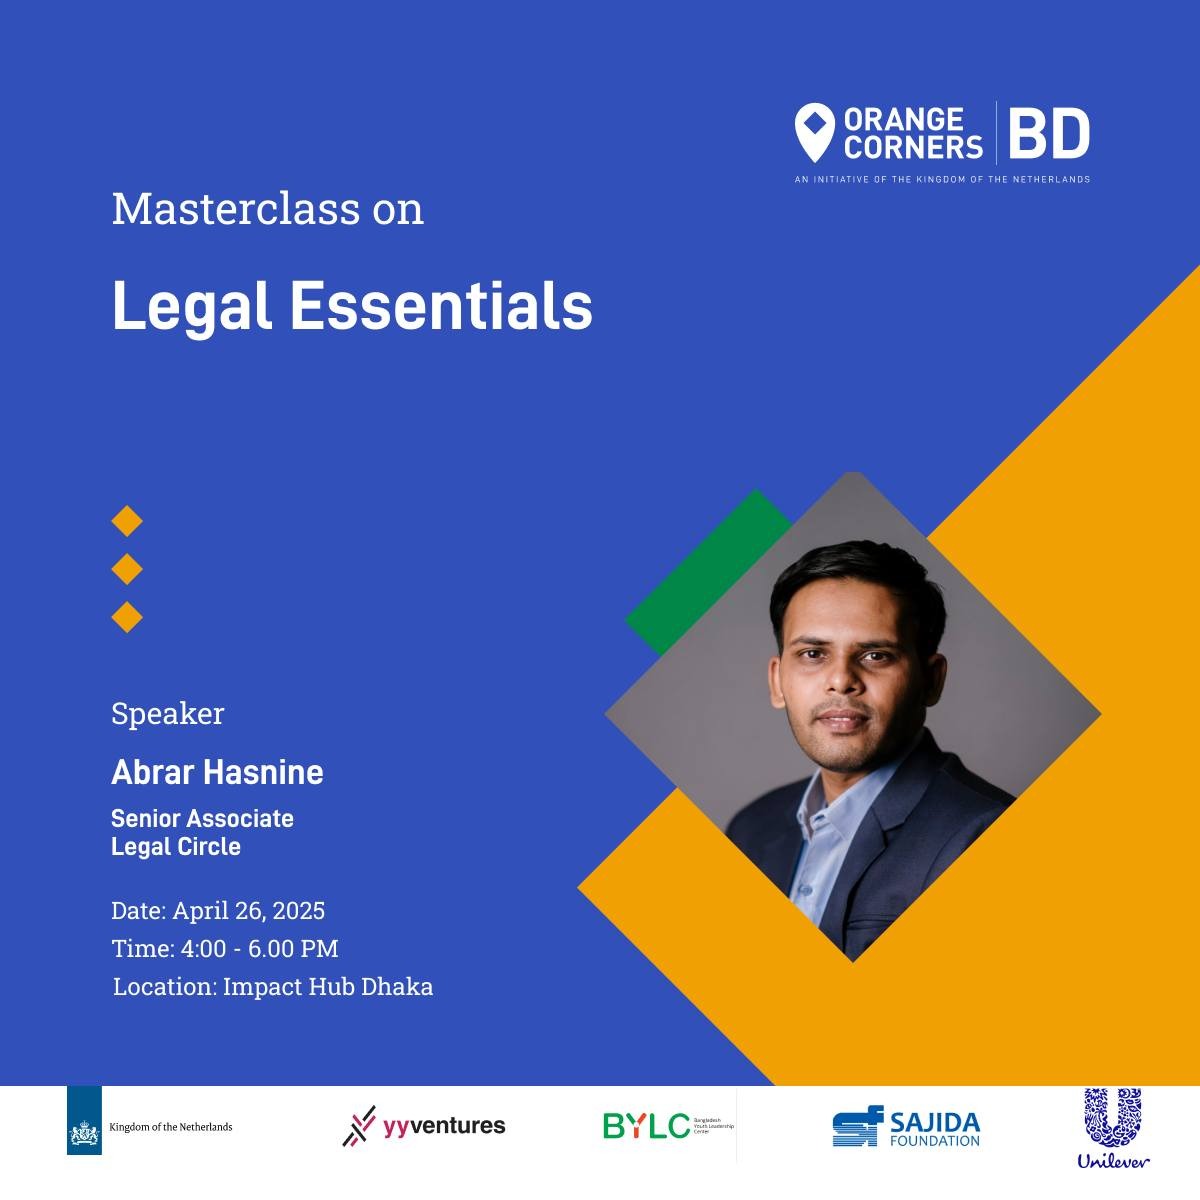 ORANGE
CORNERS
BD
AN INITIATIVE OF THE KINGDOM OF THE NETHERLANDS
Masterclass on
Legal Essentials
Speaker
Abrar Hasnine
Senior Associate
Legal Circle
Date: April 26, 2025
Time: 4:00 - 6.00 PM
Location: Impact Hub Dhaka
Kingdom of the Netherlands
yyventures
BYLC
Bangladesh
Youth Leadership
Center
SAJIDA
FOUNDATION
Unilever